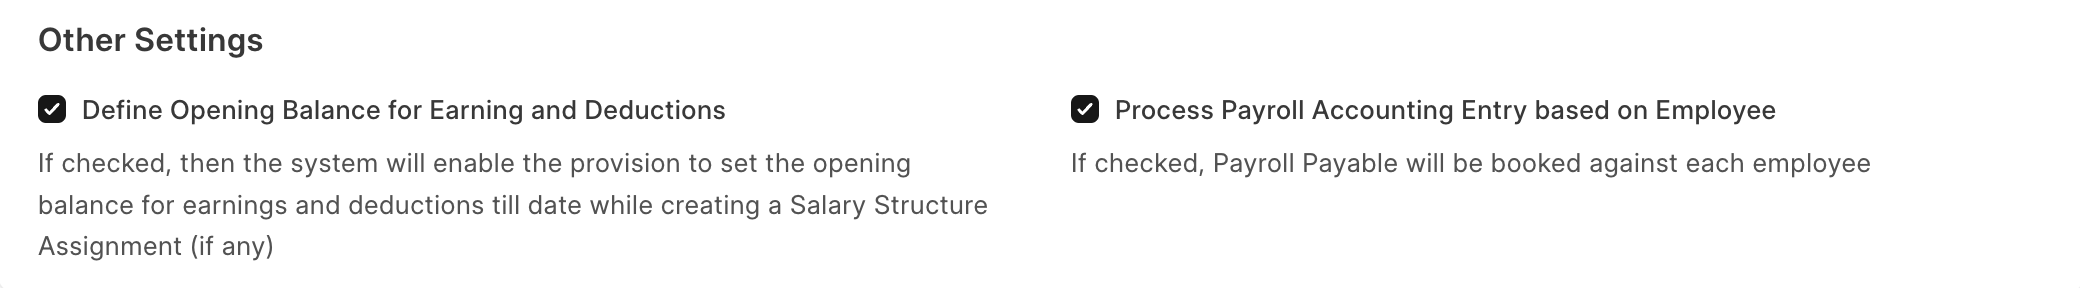 Other Settings
Define Opening Balance for Earning and Deductions
If checked, then the system will enable the provision to set the opening
balance for earnings and deductions till date while creating a Salary Structure
Assignment (if any)
Process Payroll Accounting Entry based on Employee
If checked, Payroll Payable will be booked against each employee